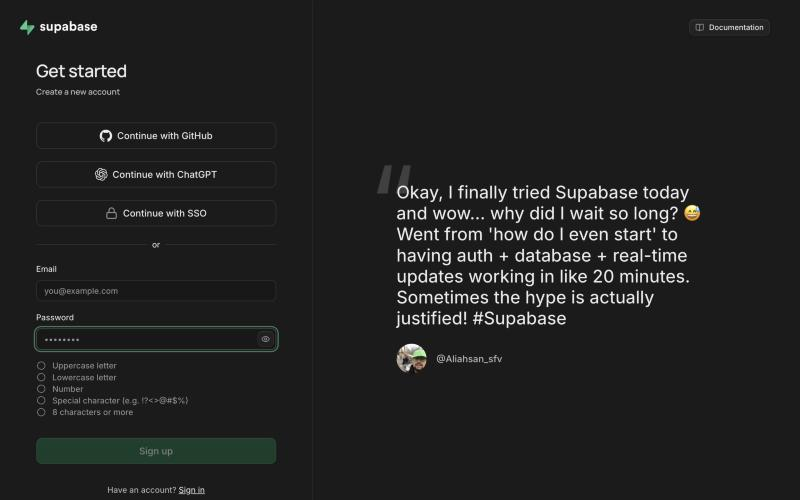 supabase
Documentation
Get started
Create a new account
Continue with GitHub
Continue with ChatGPT
Continue with SSO
or
Email
you@example.com
Password
••••••••
Uppercase letter
Lowercase letter
Number
Special character (e.g. !?<>@#$%)
8 characters or more
Sign up
Have an account? Sign in
"
Okay, I finally tried Supabase today
and wow... why did I wait so long? 😅
Went from 'how do I even start' to
having auth + database + real-time
updates working in like 20 minutes.
Sometimes the hype is actually
justified! #Supabase
@Aliahsan_sfv